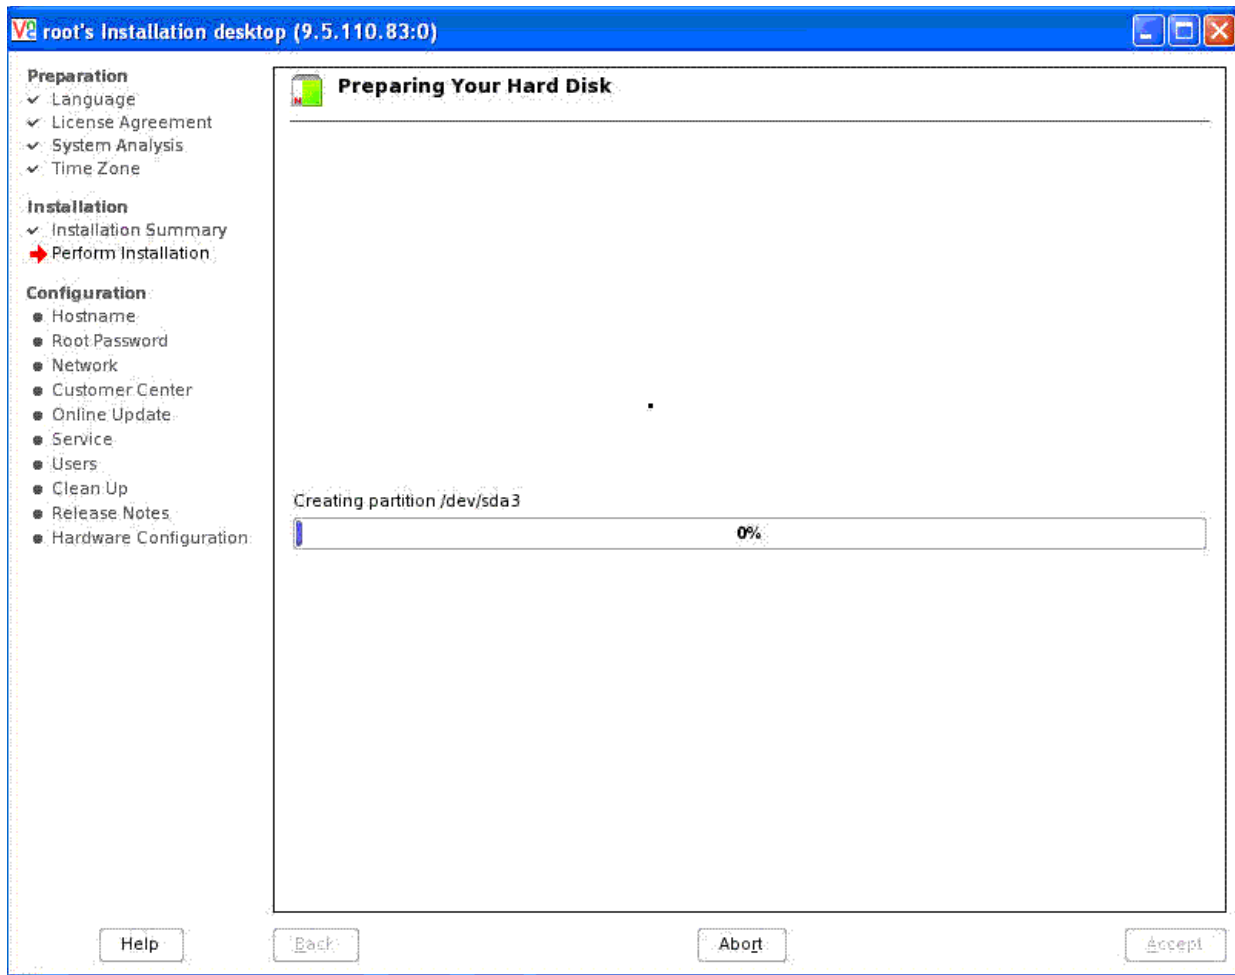 root's Installation desktop (9.5.110.83:0)
Preparation
Language
License Agreement
System Analysis
Time Zone
Installation
Installation Summary
Perform Installation
Configuration
Hostname
Root Password
Network
Customer Center
Online Update
Service
Users
Clean Up
Release Notes
Hardware Configuration
Preparing Your Hard Disk
Creating partition /dev/sda3
0%
Help
Back
Abort
Accept